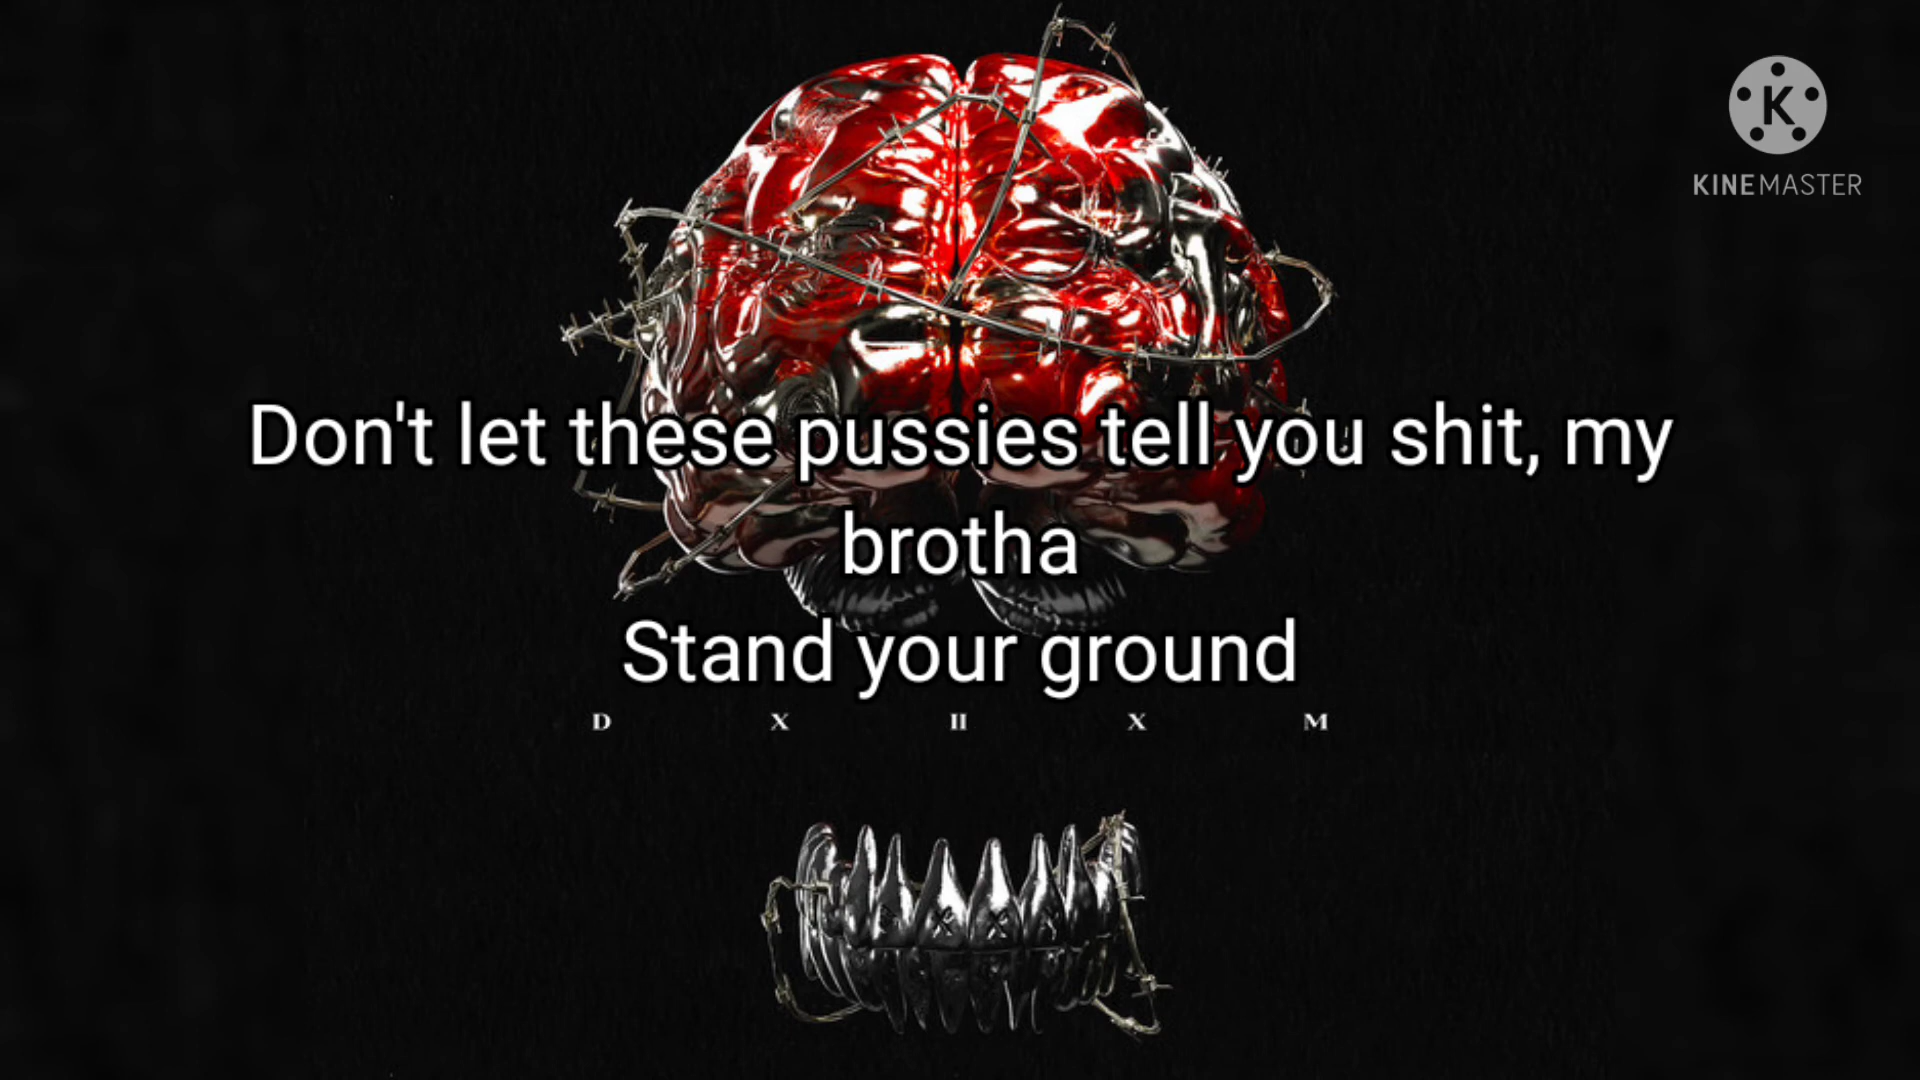 KINEMASTER
Don't let these pussies tell you shit, my
brotha
Stand your ground
D X II X M